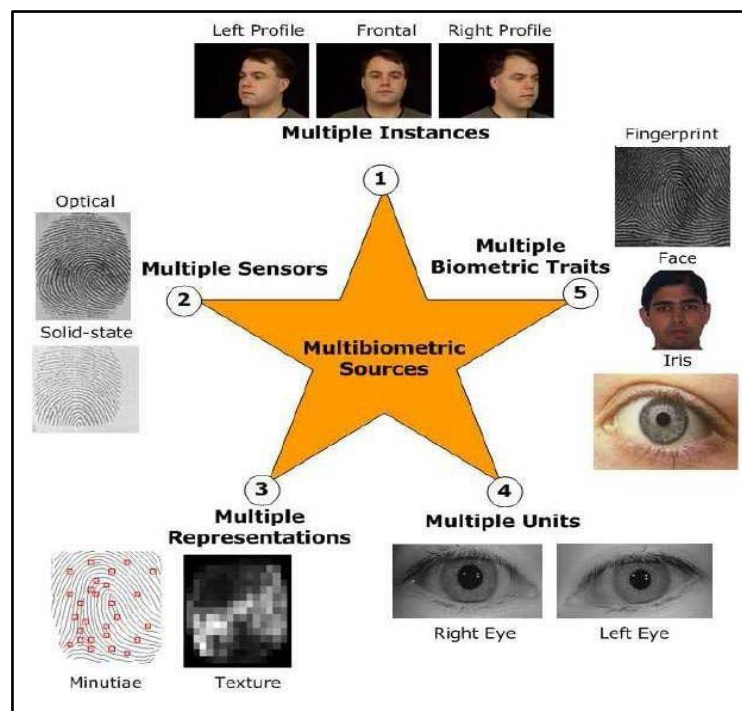 Left Profile
Frontal
Right Profile
Multiple Instances
1
Fingerprint
Optical
Multiple Sensors
2
Solid-state
Multiple
Biometric Traits
5
Face
Iris
Multibiometric
Sources
3
Multiple
Representations
4
Multiple Units
Minutiae
Texture
Right Eye
Left Eye